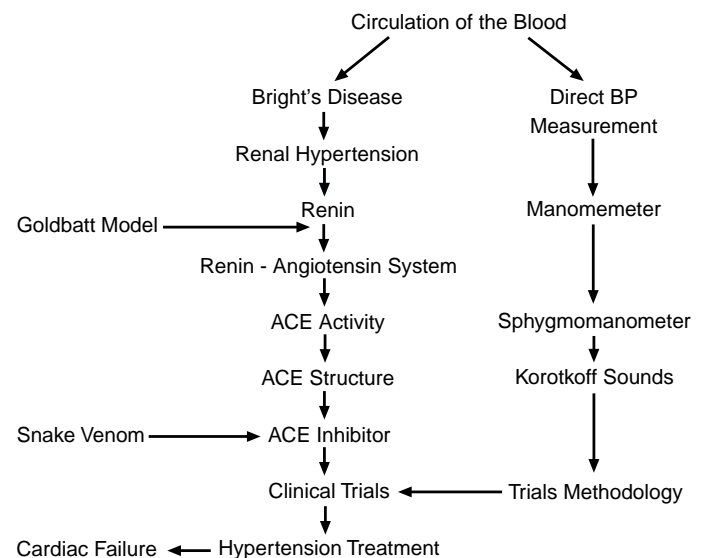 Circulation of the Blood
Bright's Disease
Direct BP
Measurement
Renal Hypertension
Goldbatt Model
Renin
Manomemeter
Renin - Angiotensin System
ACE Activity
Sphygmomanometer
ACE Structure
Korotkoff Sounds
Snake Venom
ACE Inhibitor
Clinical Trials
Trials Methodology
Cardiac Failure
Hypertension Treatment